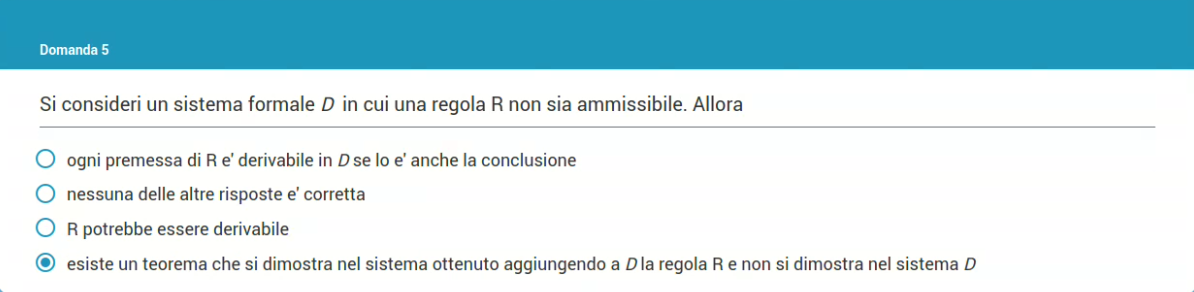 Domanda 5
Si consideri un sistema formale D in cui una regola R non sia ammissibile. Allora
ogni premessa di R e' derivabile in D se lo e' anche la conclusione
nessuna delle altre risposte e' corretta
R potrebbe essere derivabile
esiste un teorema che si dimostra nel sistema ottenuto aggiungendo a D la regola R e non si dimostra nel sistema D